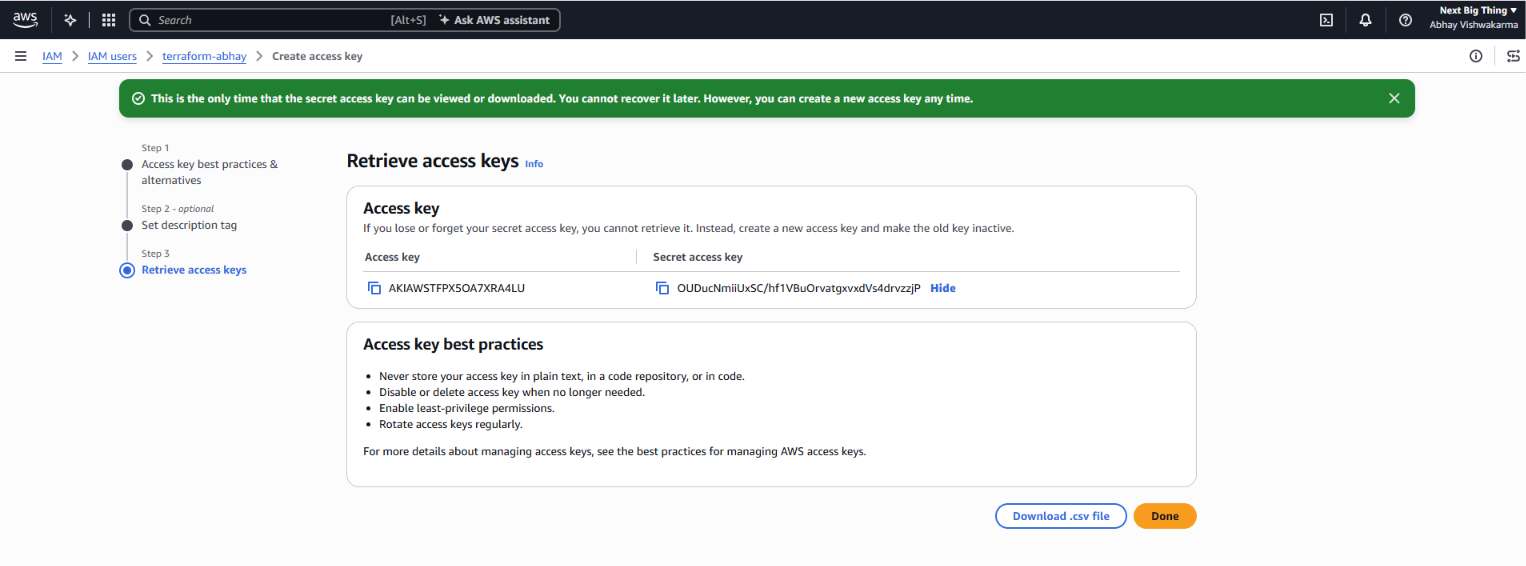 aws
Search [Alt+S] Ask AWS assistant
Next Big Thing
Abhay Vishwakarma
IAM IAM users terraform-abhay Create access key
This is the only time that the secret access key can be viewed or downloaded. You cannot recover it later. However, you can create a new access key any time.
Step 1
Access key best practices &
alternatives
Step 2 - optional
Set description tag
Step 3
Retrieve access keys
Retrieve access keys Info
Access key
If you lose or forget your secret access key, you cannot retrieve it. Instead, create a new access key and make the old key inactive.
Access key Secret access key
AKIAWSTFPX5OA7XRA4LU OUDucNmiiUxSC/hf1VBuOrvatgxvxdVs4drvzzjP Hide
Access key best practices
Never store your access key in plain text, in a code repository, or in code.
Disable or delete access key when no longer needed.
Enable least-privilege permissions.
Rotate access keys regularly.
For more details about managing access keys, see the best practices for managing AWS access keys.
Download .csv file Done